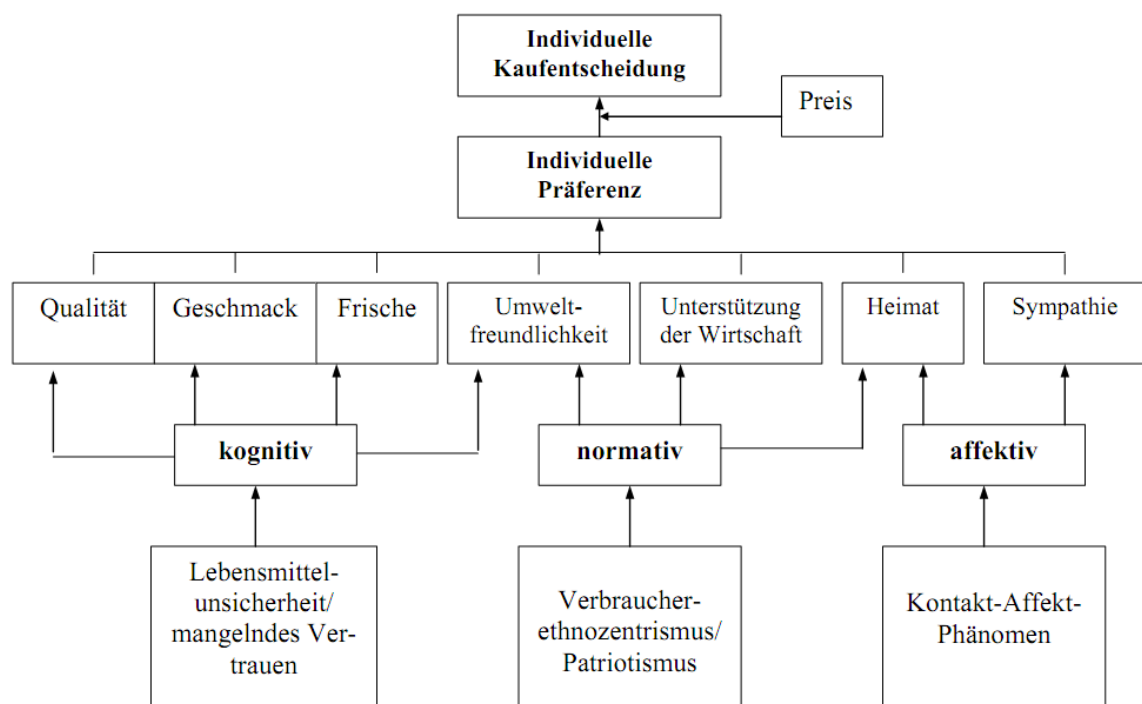 Individuelle
Kaufentscheidung
Preis
Individuelle
Präferenz
Qualität
Geschmack
Frische
Umwelt-
freundlichkeit
Unterstützung
der Wirtschaft
Heimat
Sympathie
kognitiv
normativ
affektiv
Lebensmittel-
unsicherheit/
mangelndes Ver-
trauen
Verbraucher-
ethnozentrismus/
Patriotismus
Kontakt-Affekt-
Phänomen